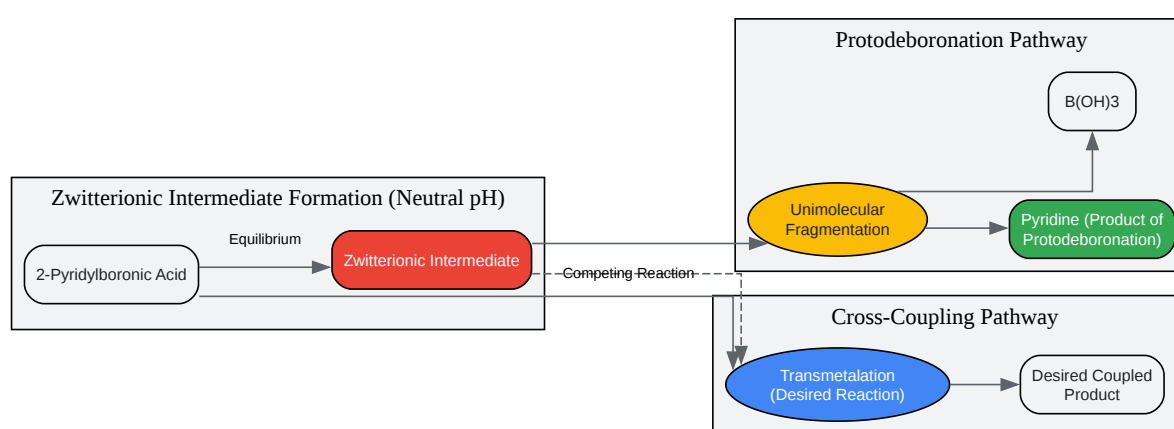 Protodeboronation Pathway
B(OH)3
Zwitterionic Intermediate Formation (Neutral pH)
Unimolecular
Fragmentation
Pyridine (Product of
Protodeboronation)
Equilibrium
2-Pyridylboronic Acid
Zwitterionic Intermediate
Competing Reaction
Cross-Coupling Pathway
Transmetalation
(Desired Reaction)
Desired Coupled
Product